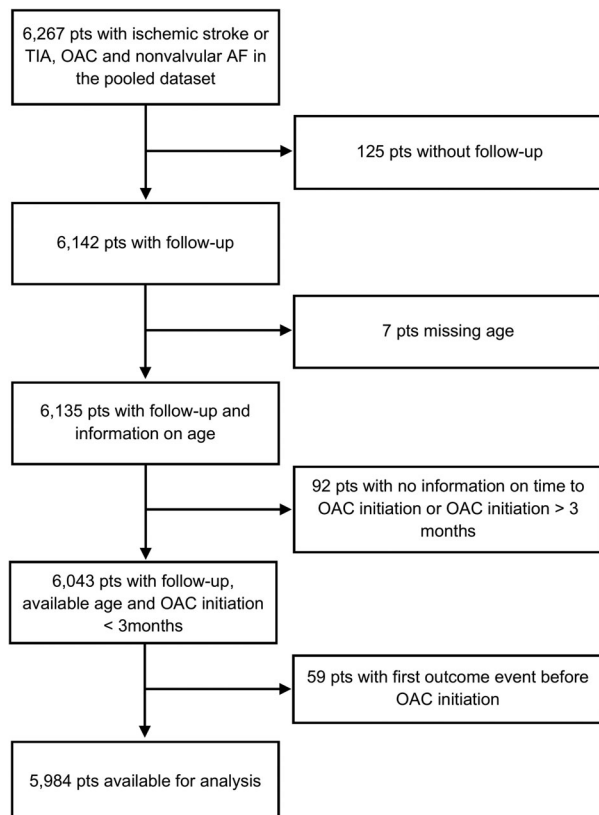 6,267 pts with ischemic stroke or
TIA, OAC and nonvalvular AF in
the pooled dataset
125 pts without follow-up
6,142 pts with follow-up
7 pts missing age
6,135 pts with follow-up and
information on age
92 pts with no information on time to
OAC initiation or OAC initiation > 3
months
6,043 pts with follow-up,
available age and OAC initiation
< 3months
59 pts with first outcome event before
OAC initiation
5,984 pts available for analysis